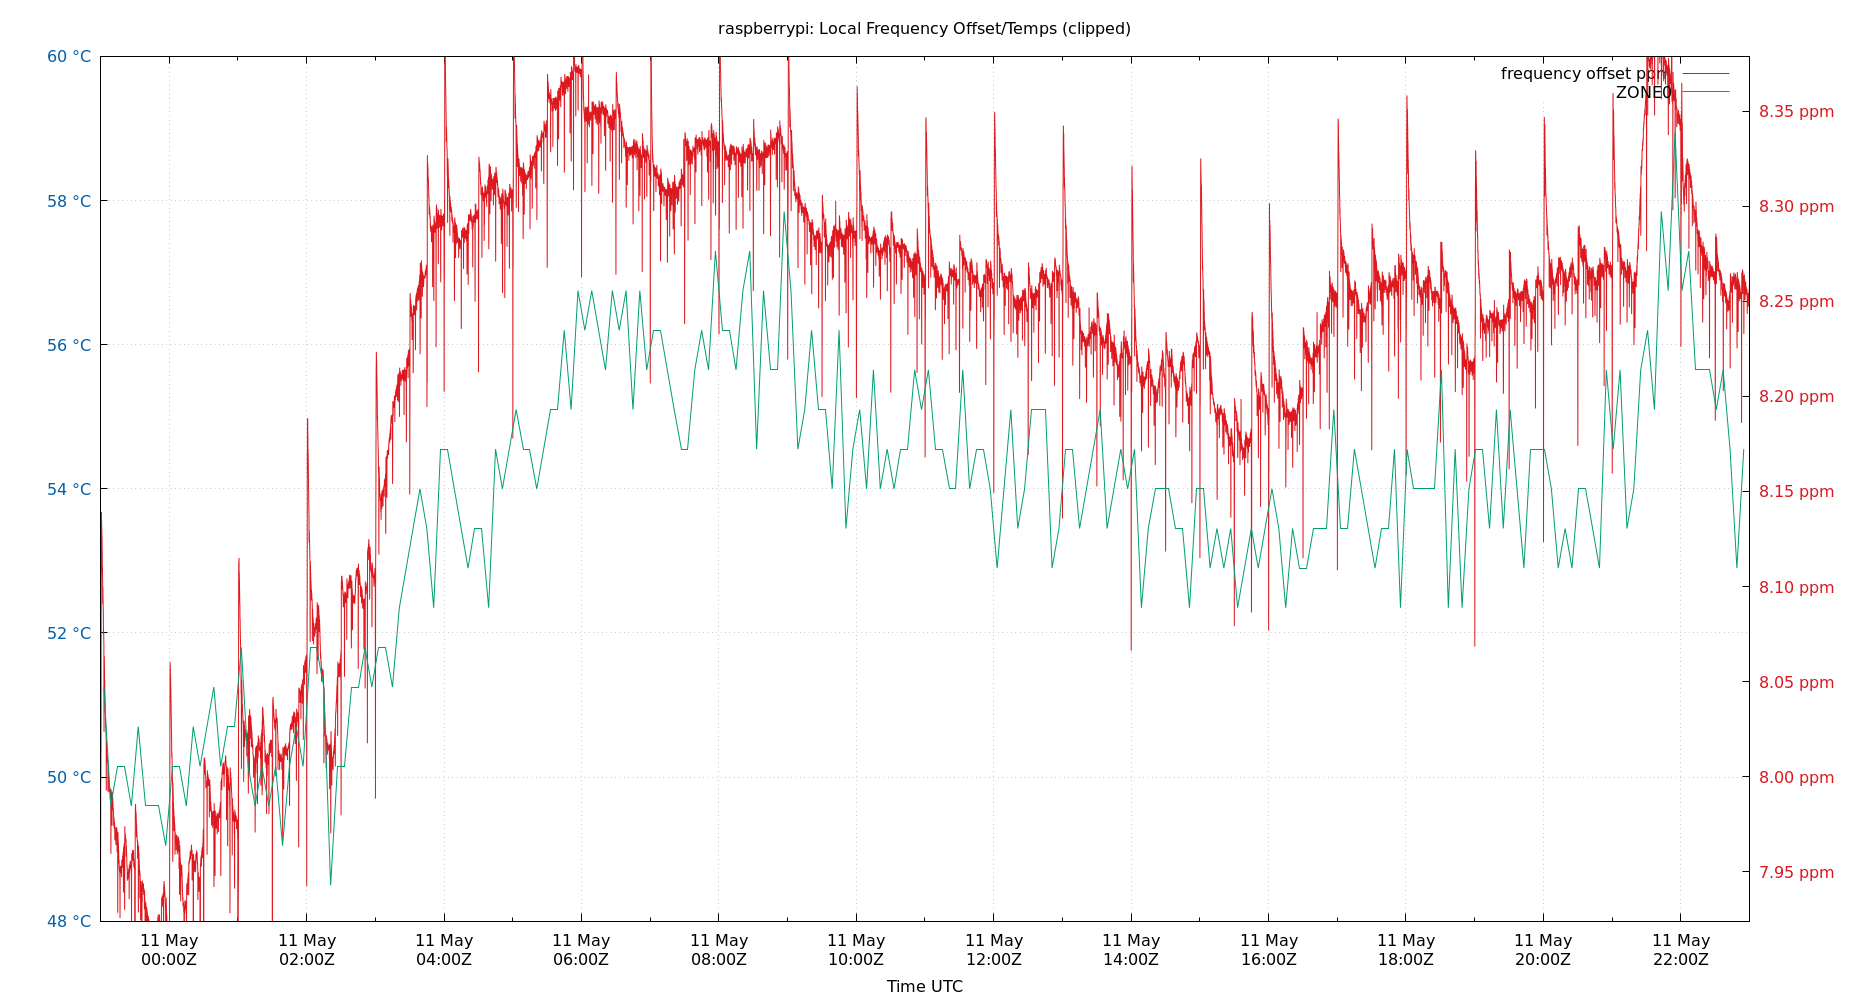 raspberrypi: Local Frequency Offset/Temps (clipped)
60 °C
58 °C
56 °C
54 °C
52 °C
50 °C
48 °C
frequency offset ppm
ZONE0
8.35 ppm
8.30 ppm
8.25 ppm
8.20 ppm
8.15 ppm
8.10 ppm
8.05 ppm
8.00 ppm
7.95 ppm
11 May 11 May 11 May 11 May 11 May 11 May 11 May 11 May 11 May 11 May 11 May 11 May
00:00Z 02:00Z 04:00Z 06:00Z 08:00Z 10:00Z 12:00Z 14:00Z 16:00Z 18:00Z 20:00Z 22:00Z
Time UTC